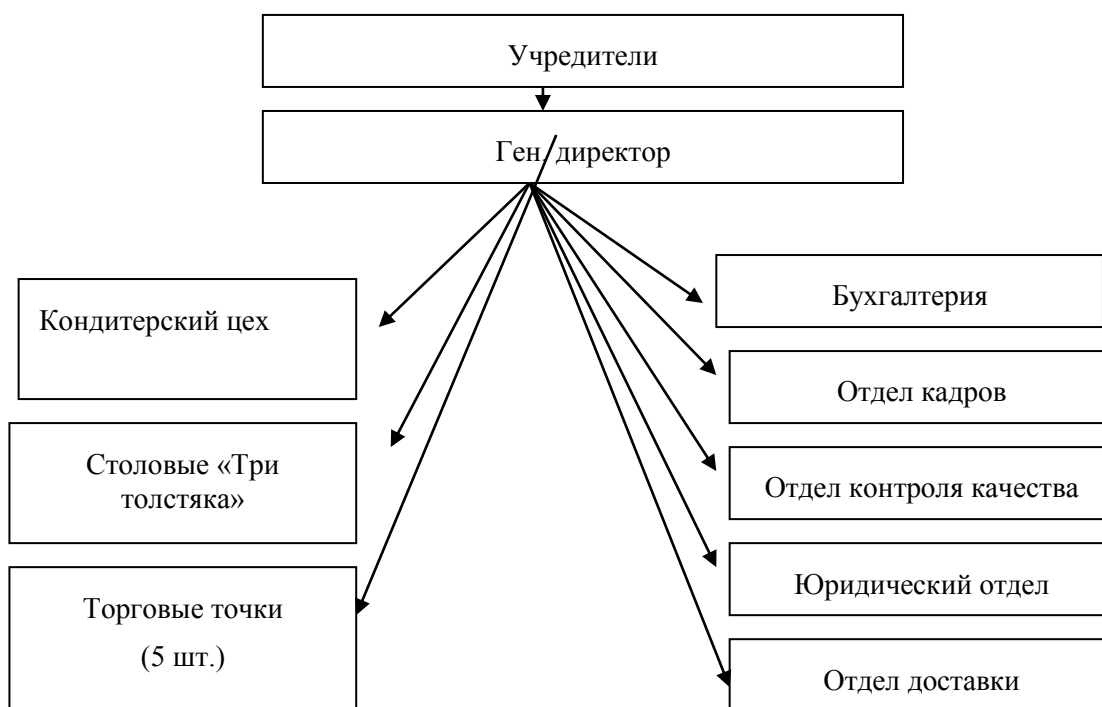 Учредители
Ген. директор
Кондитерский цех
Столовые «Три
толстяка»
Торговые точки
(5 шт.)
Бухгалтерия
Отдел кадров
Отдел контроля качества
Юридический отдел
Отдел доставки